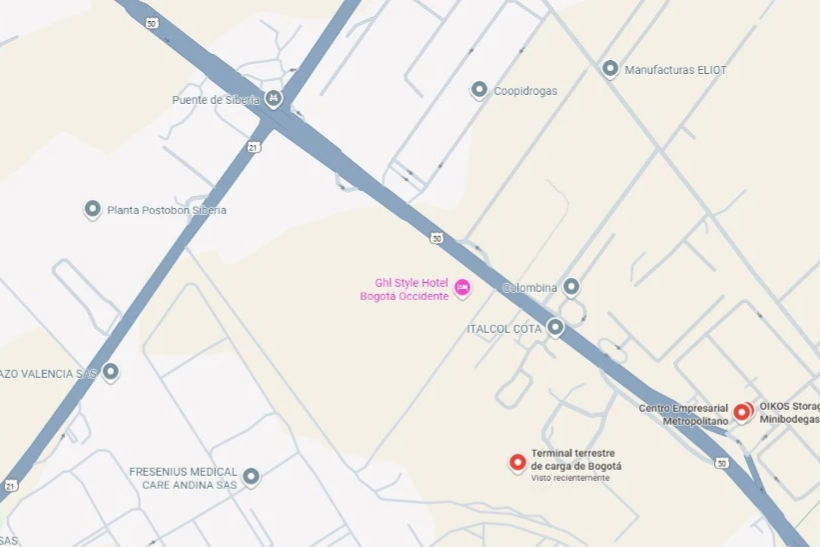 50
Manufacturas ELIOT
Coopidrogas
Puente de Siberia
21
Planta Postobon Siberia
50
Ghl Style Hotel
Bogotá Occidente
Colombina
ITALCOL COTA
AZO VALENCIA SAS
Centro Empresarial
Metropolitano
OIKOS Storag
Minibodegas
Terminal terrestre
de carga de Bogotá
Visto recientemente
50
FRESENIUS MEDICAL
CARE ANDINA SAS
21
SAS